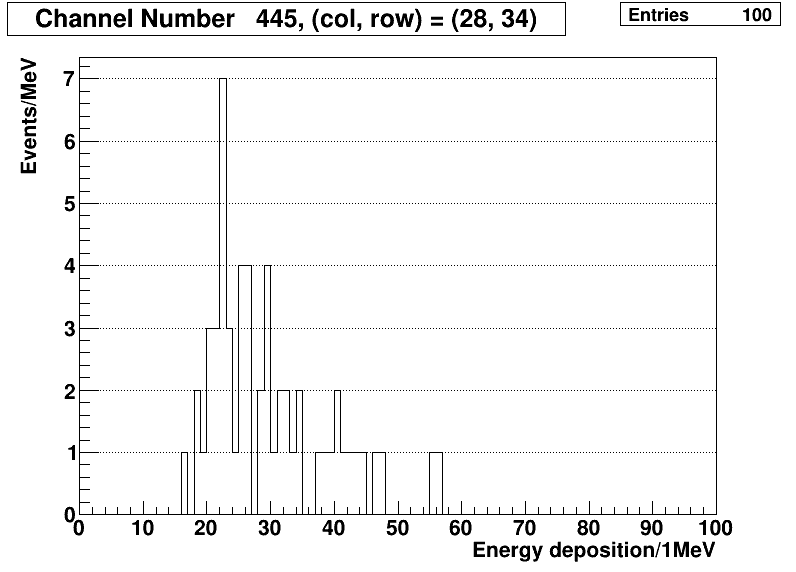 Channel Number 445, (col, row) = (28, 34)
Entries 100
Events/MeV
7
6
5
4
3
2
1
0
0 10 20 30 40 50 60 70 80 90 100
Energy deposition/1MeV